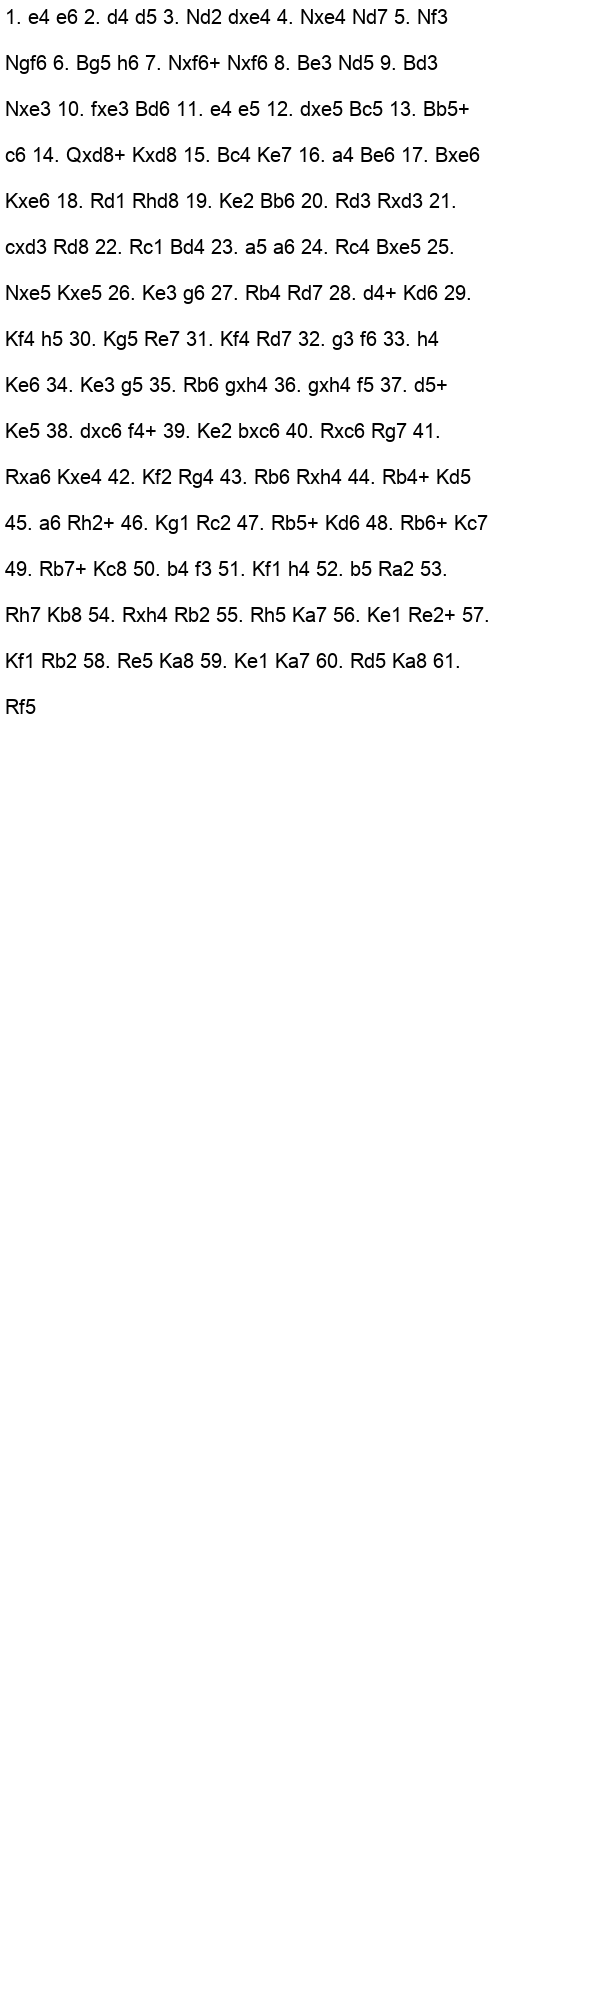 1. e4 e6 2. d4 d5 3. Nd2 dxe4 4. Nxe4 Nd7 5. Nf3
Ngf6 6. Bg5 h6 7. Nxf6+ Nxf6 8. Be3 Nd5 9. Bd3
Nxe3 10. fxe3 Bd6 11. e4 e5 12. dxe5 Bc5 13. Bb5+
c6 14. Qxd8+ Kxd8 15. Bc4 Ke7 16. a4 Be6 17. Bxe6
Kxe6 18. Rd1 Rhd8 19. Ke2 Bb6 20. Rd3 Rxd3 21.
cxd3 Rd8 22. Rc1 Bd4 23. a5 a6 24. Rc4 Bxe5 25.
Nxe5 Kxe5 26. Ke3 g6 27. Rb4 Rd7 28. d4+ Kd6 29.
Kf4 h5 30. Kg5 Re7 31. Kf4 Rd7 32. g3 f6 33. h4
Ke6 34. Ke3 g5 35. Rb6 gxh4 36. gxh4 f5 37. d5+
Ke5 38. dxc6 f4+ 39. Ke2 bxc6 40. Rxc6 Rg7 41.
Rxa6 Kxe4 42. Kf2 Rg4 43. Rb6 Rxh4 44. Rb4+ Kd5
45. a6 Rh2+ 46. Kg1 Rc2 47. Rb5+ Kd6 48. Rb6+ Kc7
49. Rb7+ Kc8 50. b4 f3 51. Kf1 h4 52. b5 Ra2 53.
Rh7 Kb8 54. Rxh4 Rb2 55. Rh5 Ka7 56. Ke1 Re2+ 57.
Kf1 Rb2 58. Re5 Ka8 59. Ke1 Ka7 60. Rd5 Ka8 61.
Rf5